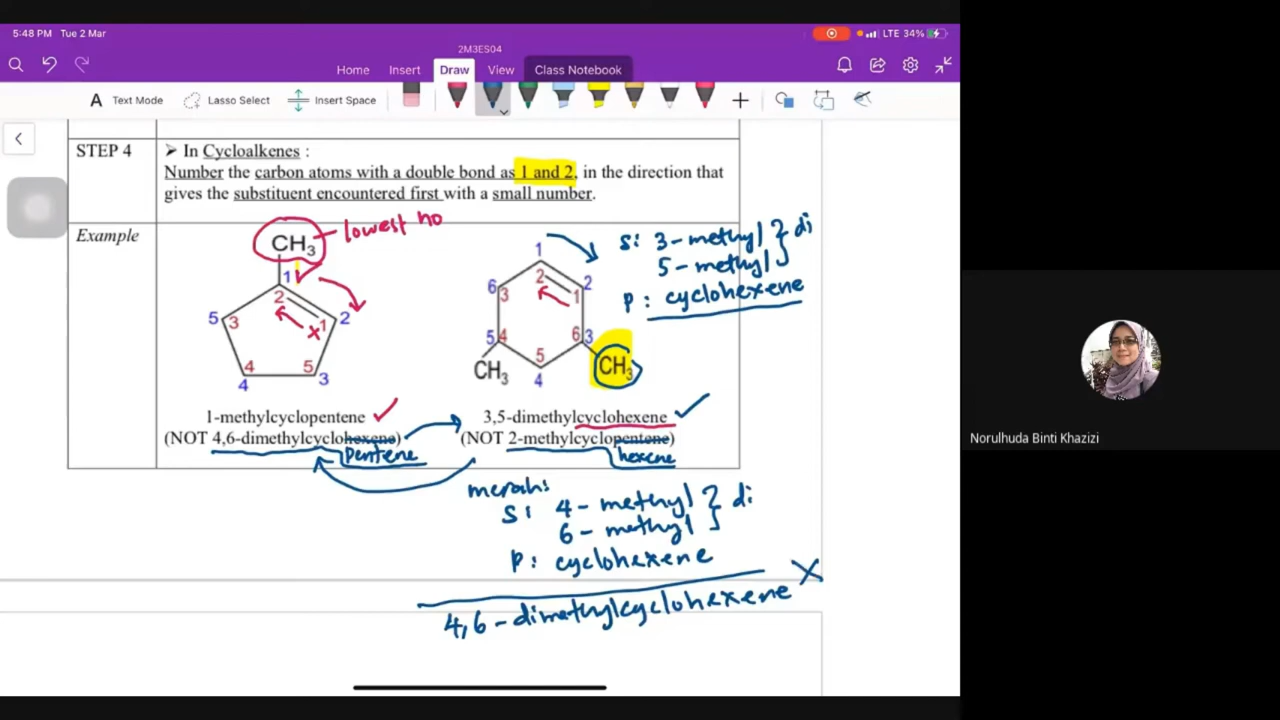 5:48 PM Tue 2 Mar
LTE 34%
2M3ES04
Home Insert Draw View Class Notebook
A Text Mode Lasso Select Insert Space
STEP 4
➢ In Cycloalkenes :
Number the carbon atoms with a double bond as 1 and 2, in the direction that
gives the substituent encountered first with a small number.
Example
CH3 - lowest no
1
2
x1 2
5 3
4 5
4 3
1
2
1 2
6 3
6 3
5 4
5
4
CH3
CH3
S: 3-methyl } di
5-methyl
P: cyclohexene
1-methylcyclopentene ✓
(NOT 4,6-dimethylcyclohexene)
pentene
3,5-dimethylcyclohexene ✓
(NOT 2-methylcyclopentene)
hexene
merah:
S: 4-methyl } di
6-methyl
P: cyclohexene
4,6-dimethylcyclohexene X
Norulhuda Binti Khazizi